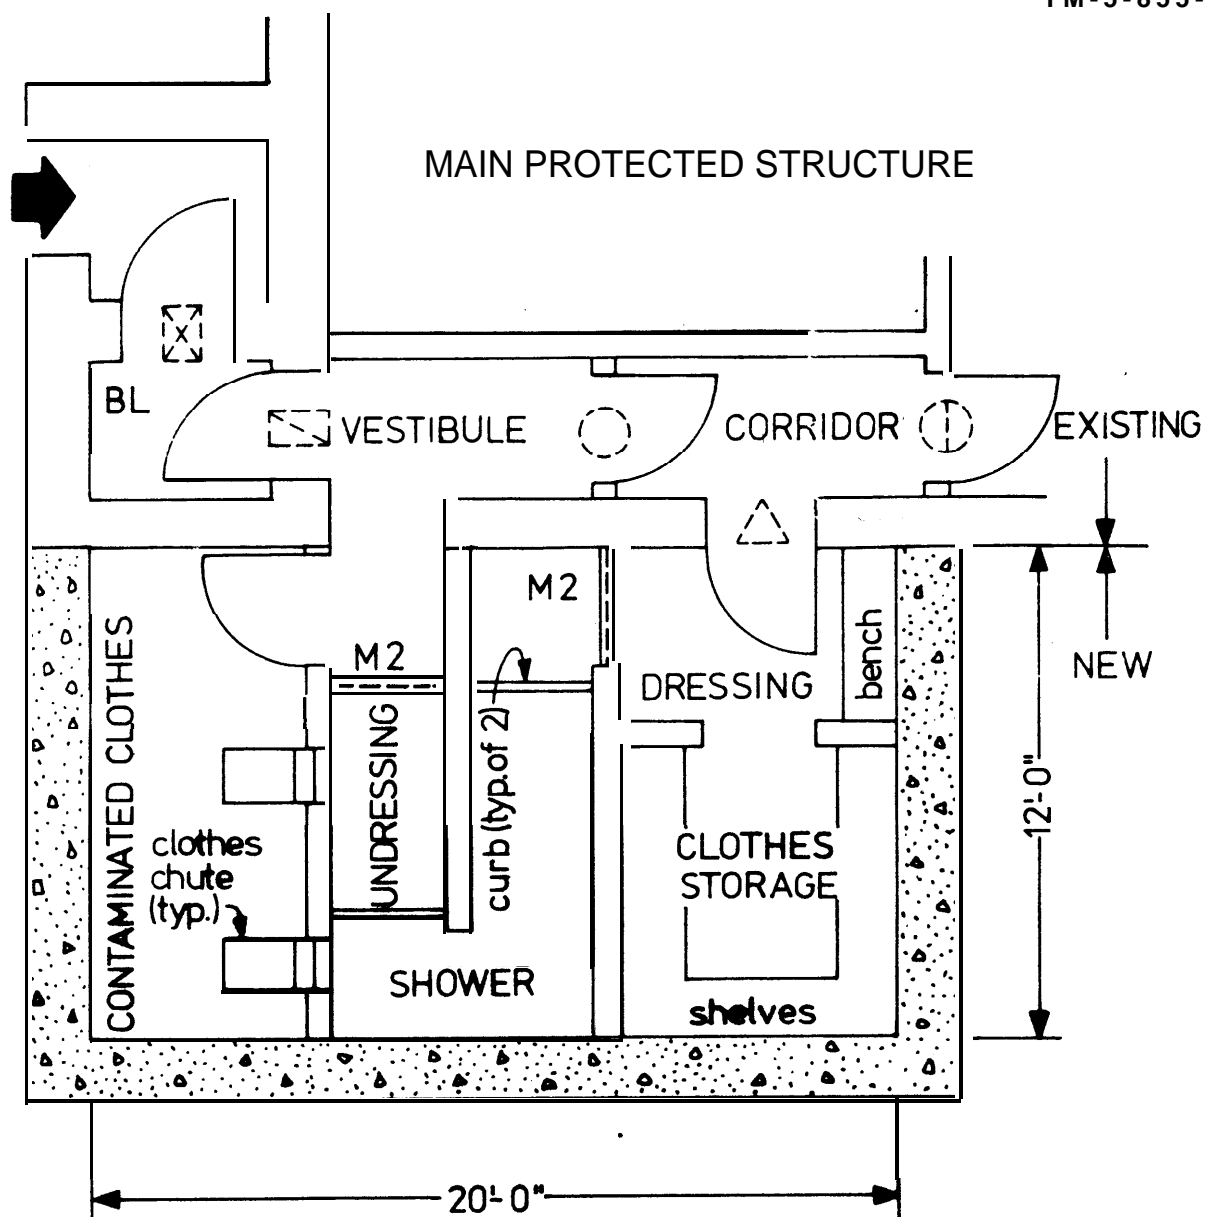 MAIN PROTECTED STRUCTURE
BL
VESTIBULE
CORRIDOR
EXISTING
M2
M2
NEW
DRESSING
bench
CONTAMINATED CLOTHES
UNDRESSING
curb (typ. of 2)
clothes
chute
(typ.)
CLOTHES
STORAGE
12'-0"
SHOWER
shelves
20'-0"